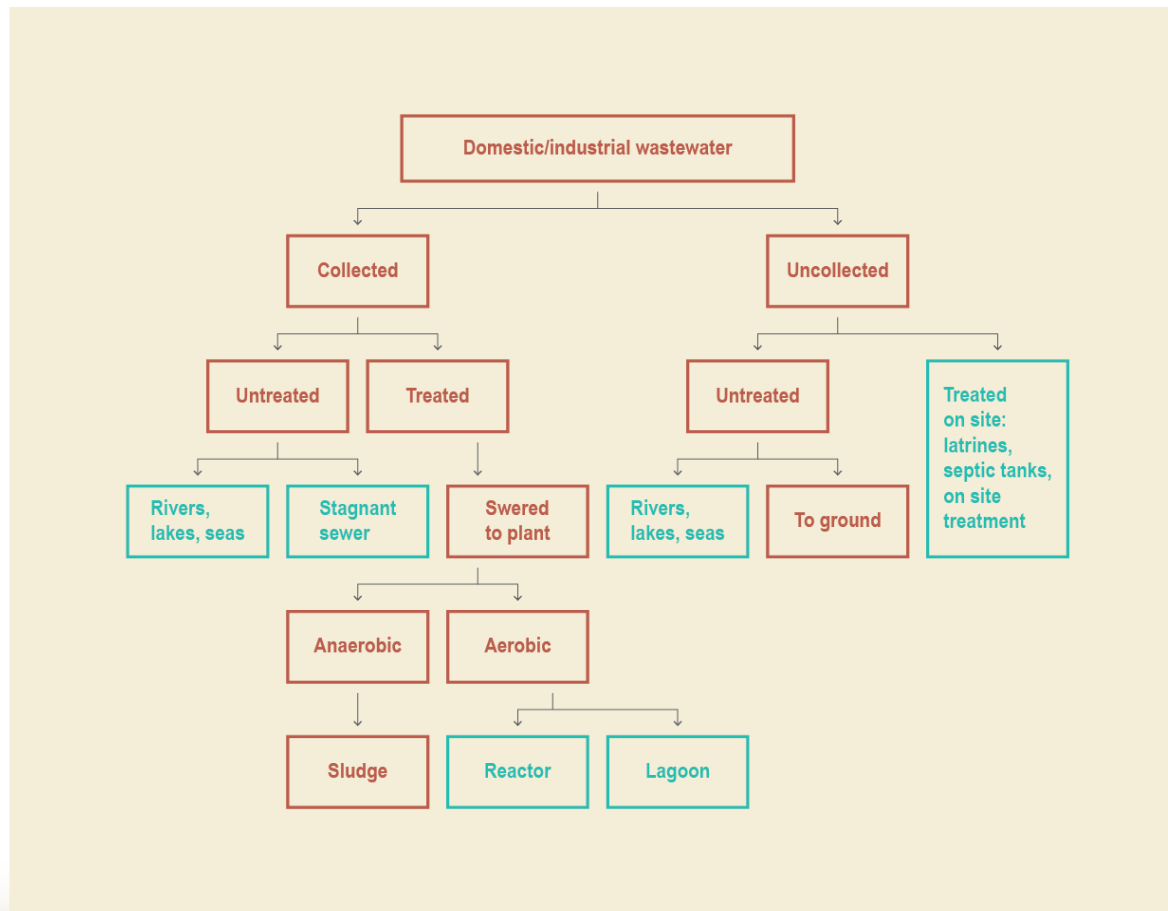 Domestic/industrial wastewater
Collected
Uncollected
Untreated
Treated
Untreated
Treated
on site:
latrines,
septic tanks,
on site
treatment
Rivers,
lakes, seas
Stagnant
sewer
Swered
to plant
Rivers,
lakes, seas
To ground
Anaerobic
Aerobic
Sludge
Reactor
Lagoon